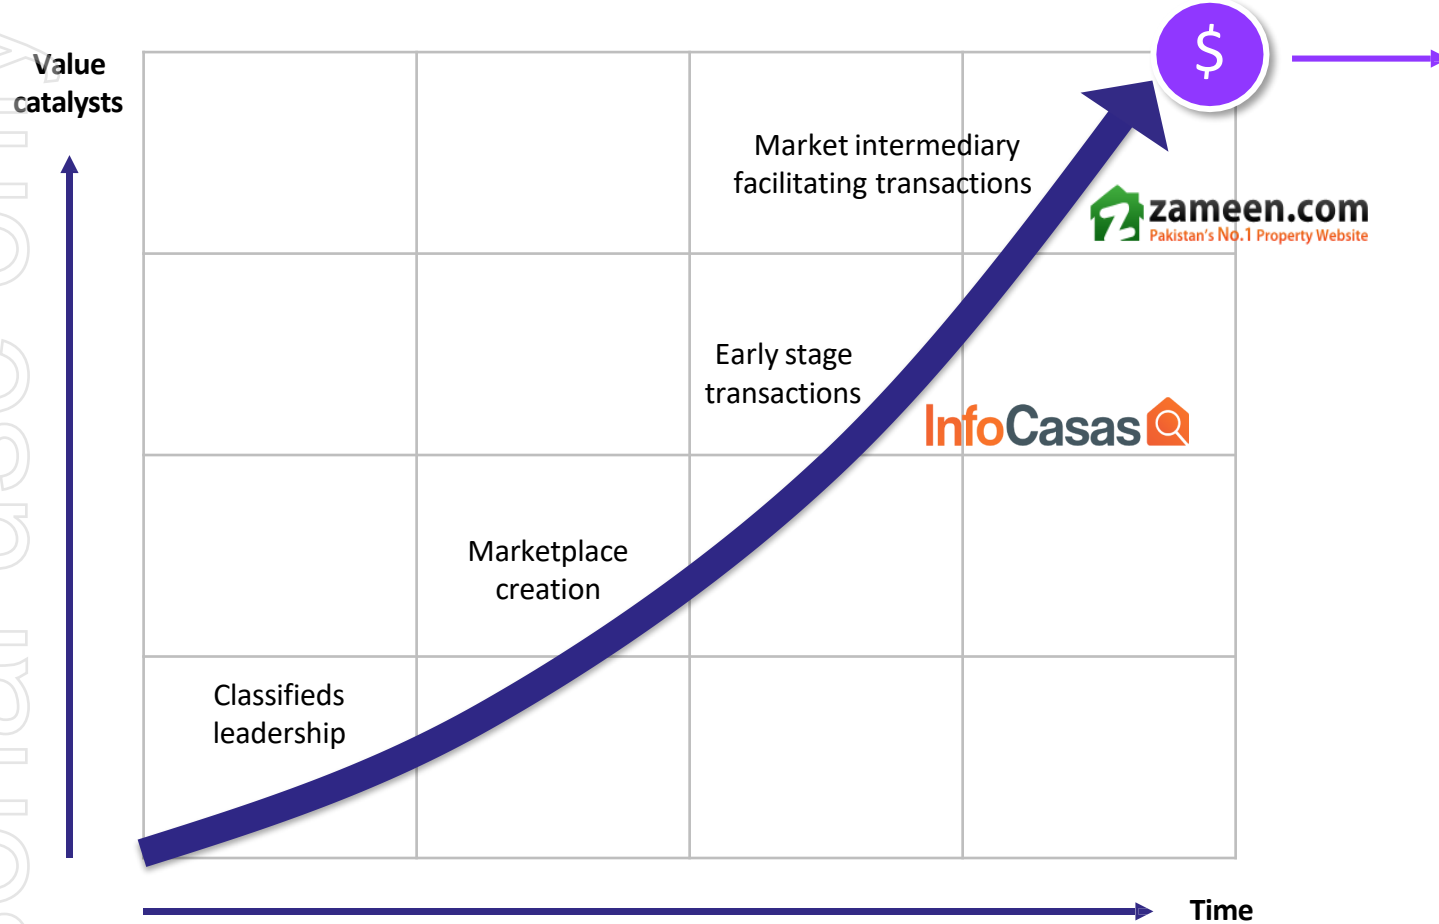 Value
catalysts
$
Market intermediary
facilitating transactions
zameen.com
Pakistan's No.1 Property Website
Early stage
transactions
InfoCasas
Marketplace
creation
Classifieds
leadership
Time